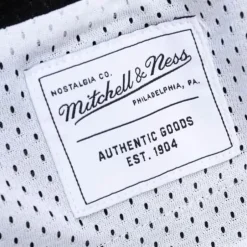 NOSTALGIA CO.
Mitchell & Ness
PHILADELPHIA, PA.
AUTHENTIC GOODS
EST. 1904